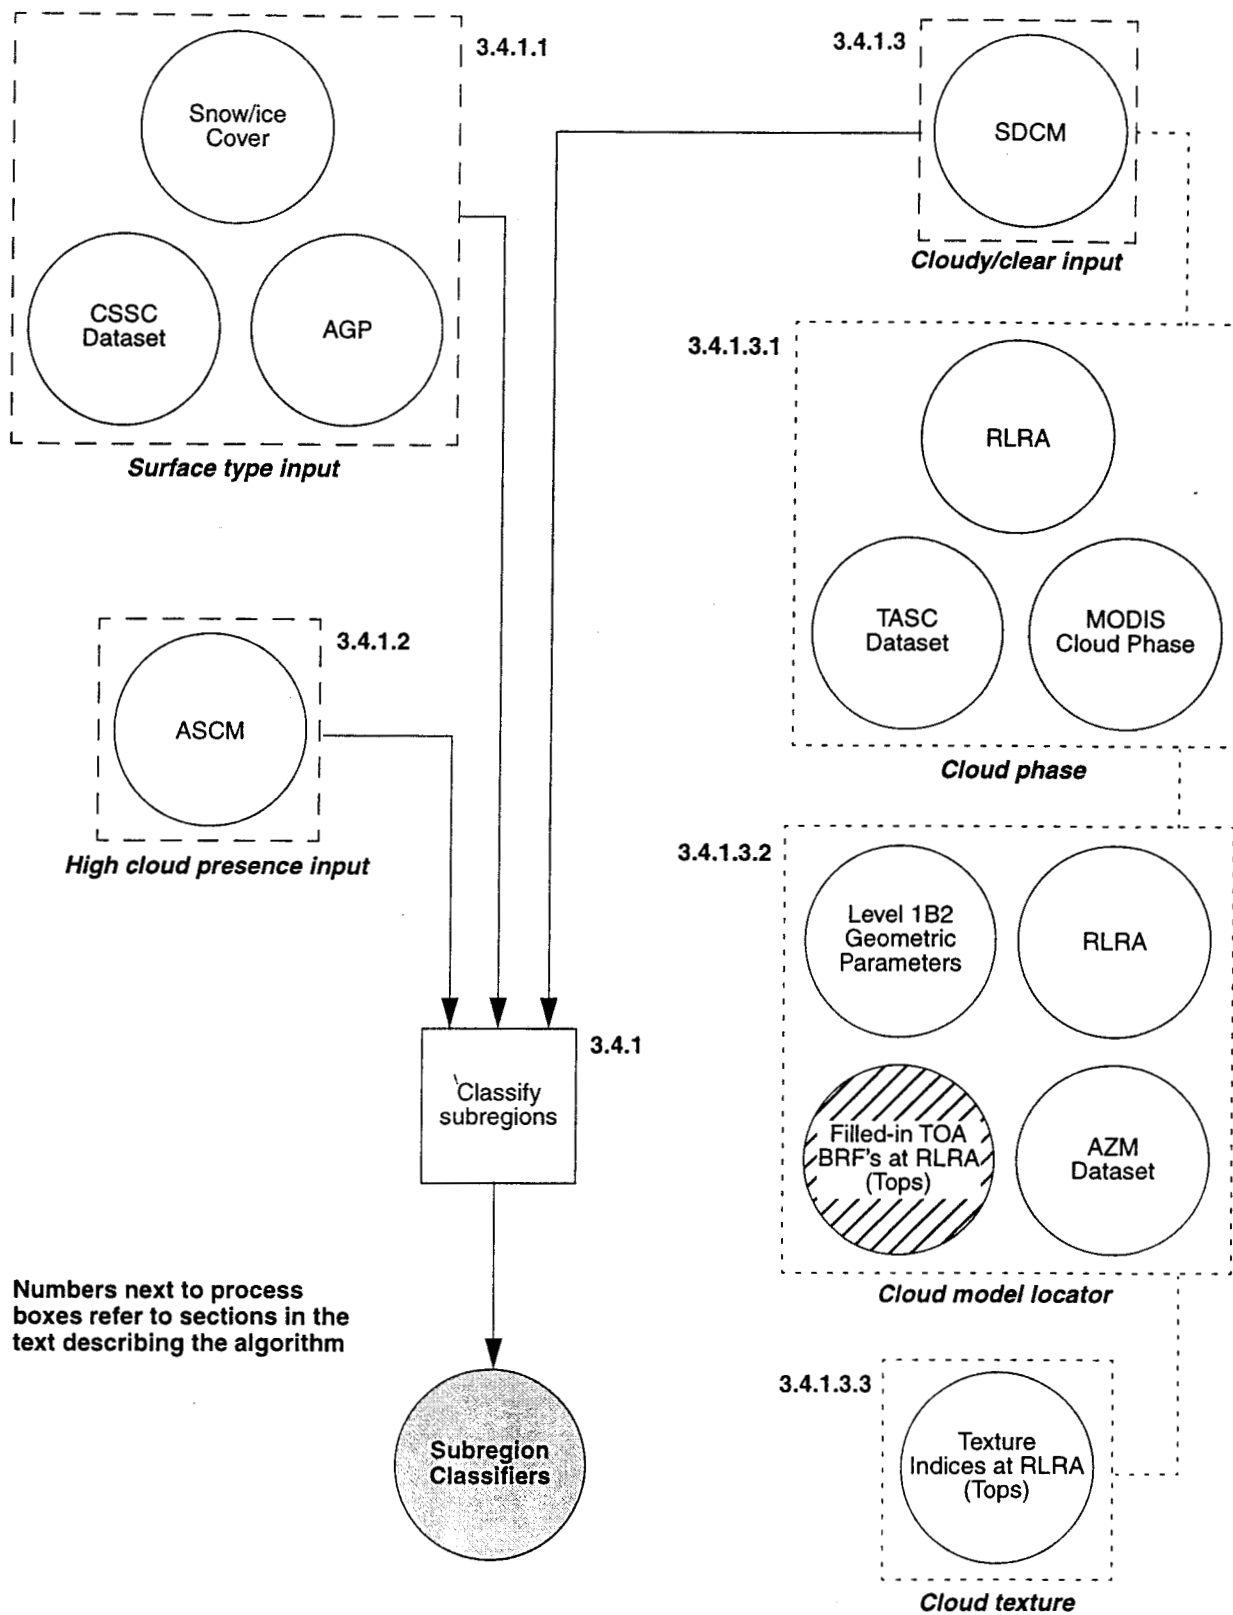 3.4.1.1
Snow/ice
Cover
CSSC
Dataset
AGP
Surface type input
3.4.1.3
SDCM
Cloudy/clear input
3.4.1.3.1
RLRA
TASC
Dataset
MODIS
Cloud Phase
Cloud phase
3.4.1.2
ASCM
High cloud presence input
3.4.1.3.2
Level 1B2
Geometric
Parameters
RLRA
Filled-in TOA
BRF's at RLRA
(Tops)
AZM
Dataset
Cloud model locator
3.4.1
Classify
subregions
Numbers next to process
boxes refer to sections in the
text describing the algorithm
Subregion
Classifiers
3.4.1.3.3
Texture
Indices at RLRA
(Tops)
Cloud texture